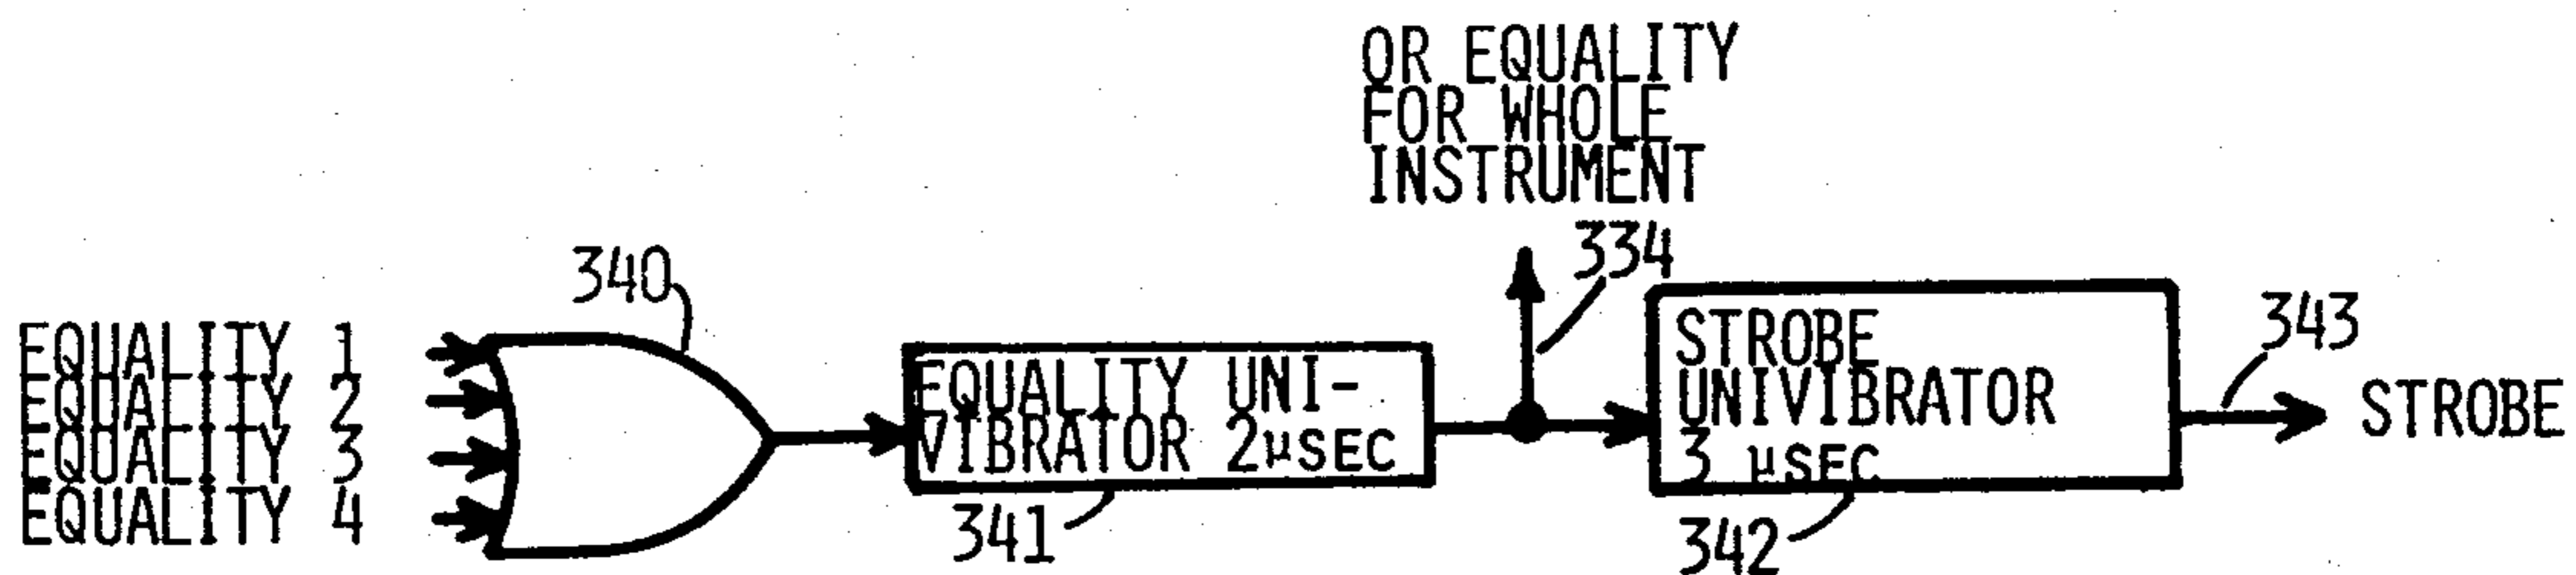 OR EQUALITY
FOR WHOLE
INSTRUMENT
334
340
343
EQUALITY 1
EQUALITY 2
EQUALITY 3
EQUALITY 4
EQUALITY UNI-
VIBRATOR 2μSEC
STROBE
UNIVIBRATOR
3 μSEC
STROBE
341
342